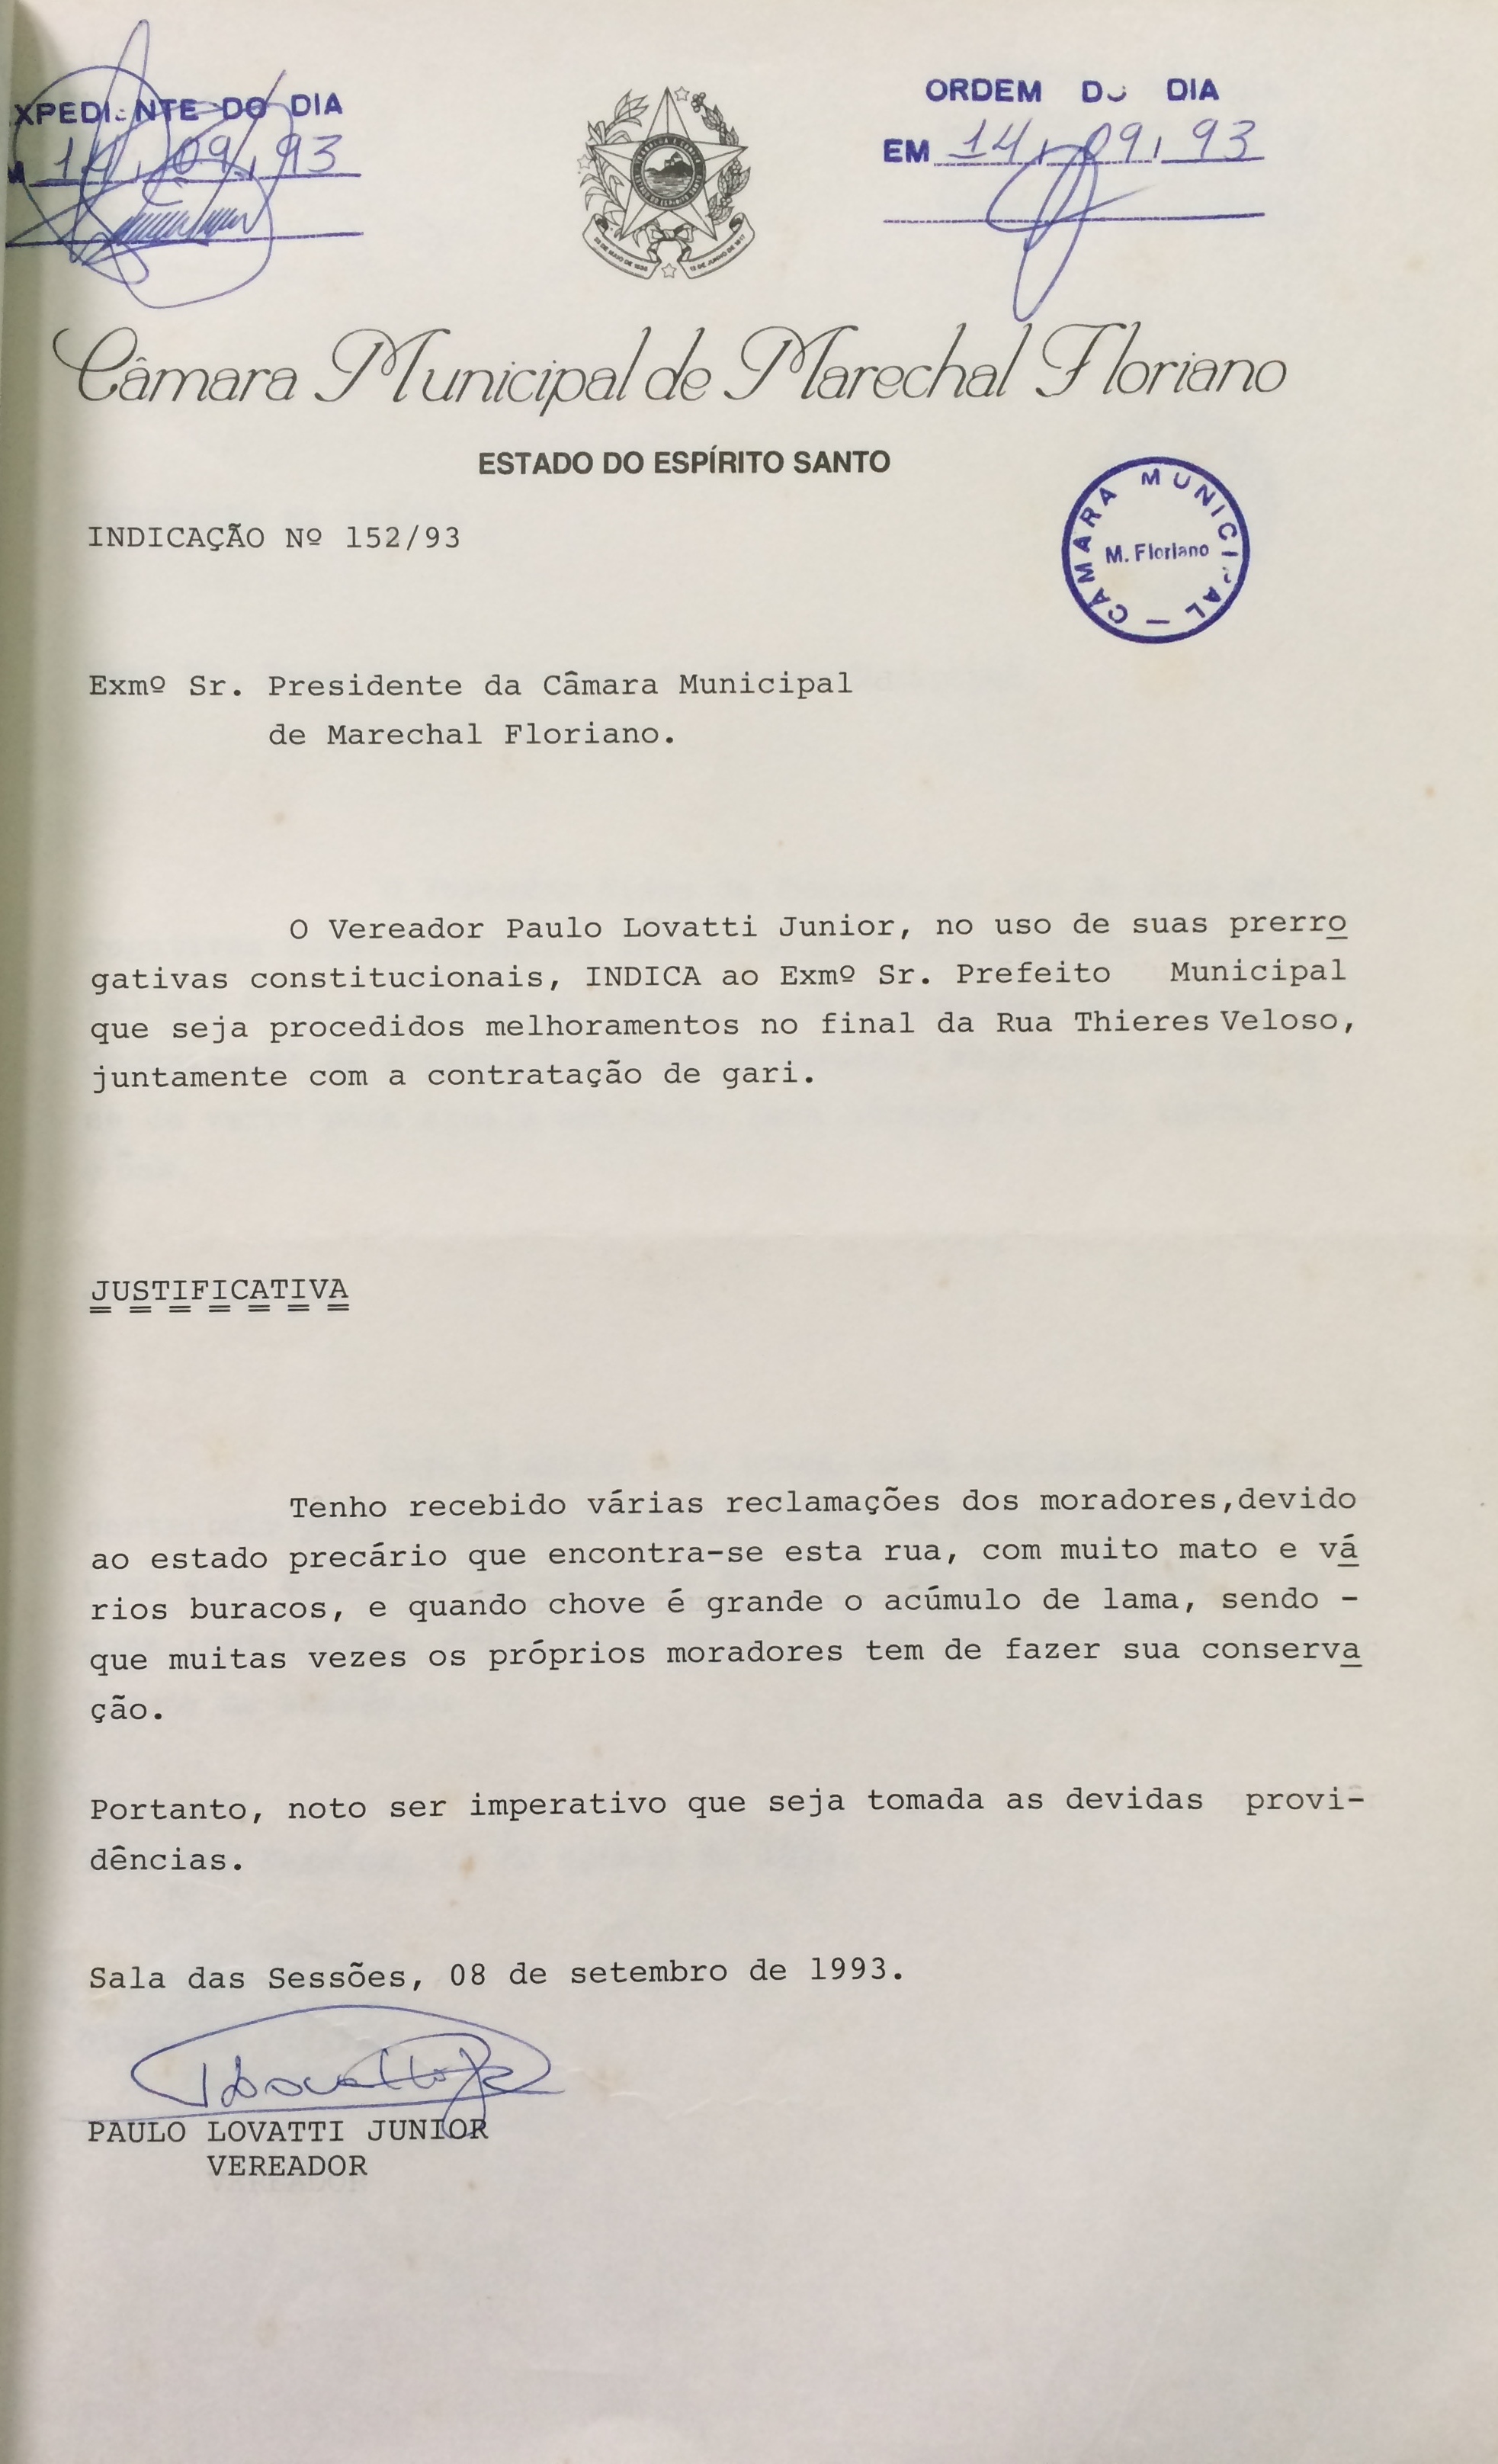 XPEDIENTE DO DIA
14/09/93
ORDEM DO DIA
EM 14/09/93
Câmara Municipal de Marechal Floriano
ESTADO DO ESPÍRITO SANTO
CÂMARA MUNICIPAL —
M. Floriano
INDICAÇÃO Nº 152/93
Exmº Sr. Presidente da Câmara Municipal
de Marechal Floriano.
O Vereador Paulo Lovatti Junior, no uso de suas prerro
gativas constitucionais, INDICA ao Exmº Sr. Prefeito Municipal
que seja procedidos melhoramentos no final da Rua Thieres Veloso,
juntamente com a contratação de gari.
JUSTIFICATIVA
Tenho recebido várias reclamações dos moradores,devido
ao estado precário que encontra-se esta rua, com muito mato e vá
rios buracos, e quando chove é grande o acúmulo de lama, sendo -
que muitas vezes os próprios moradores tem de fazer sua conserva
ção.
Portanto, noto ser imperativo que seja tomada as devidas provi-
dências.
Sala das Sessões, 08 de setembro de 1993.
PAULO LOVATTI JUNIOR
VEREADOR